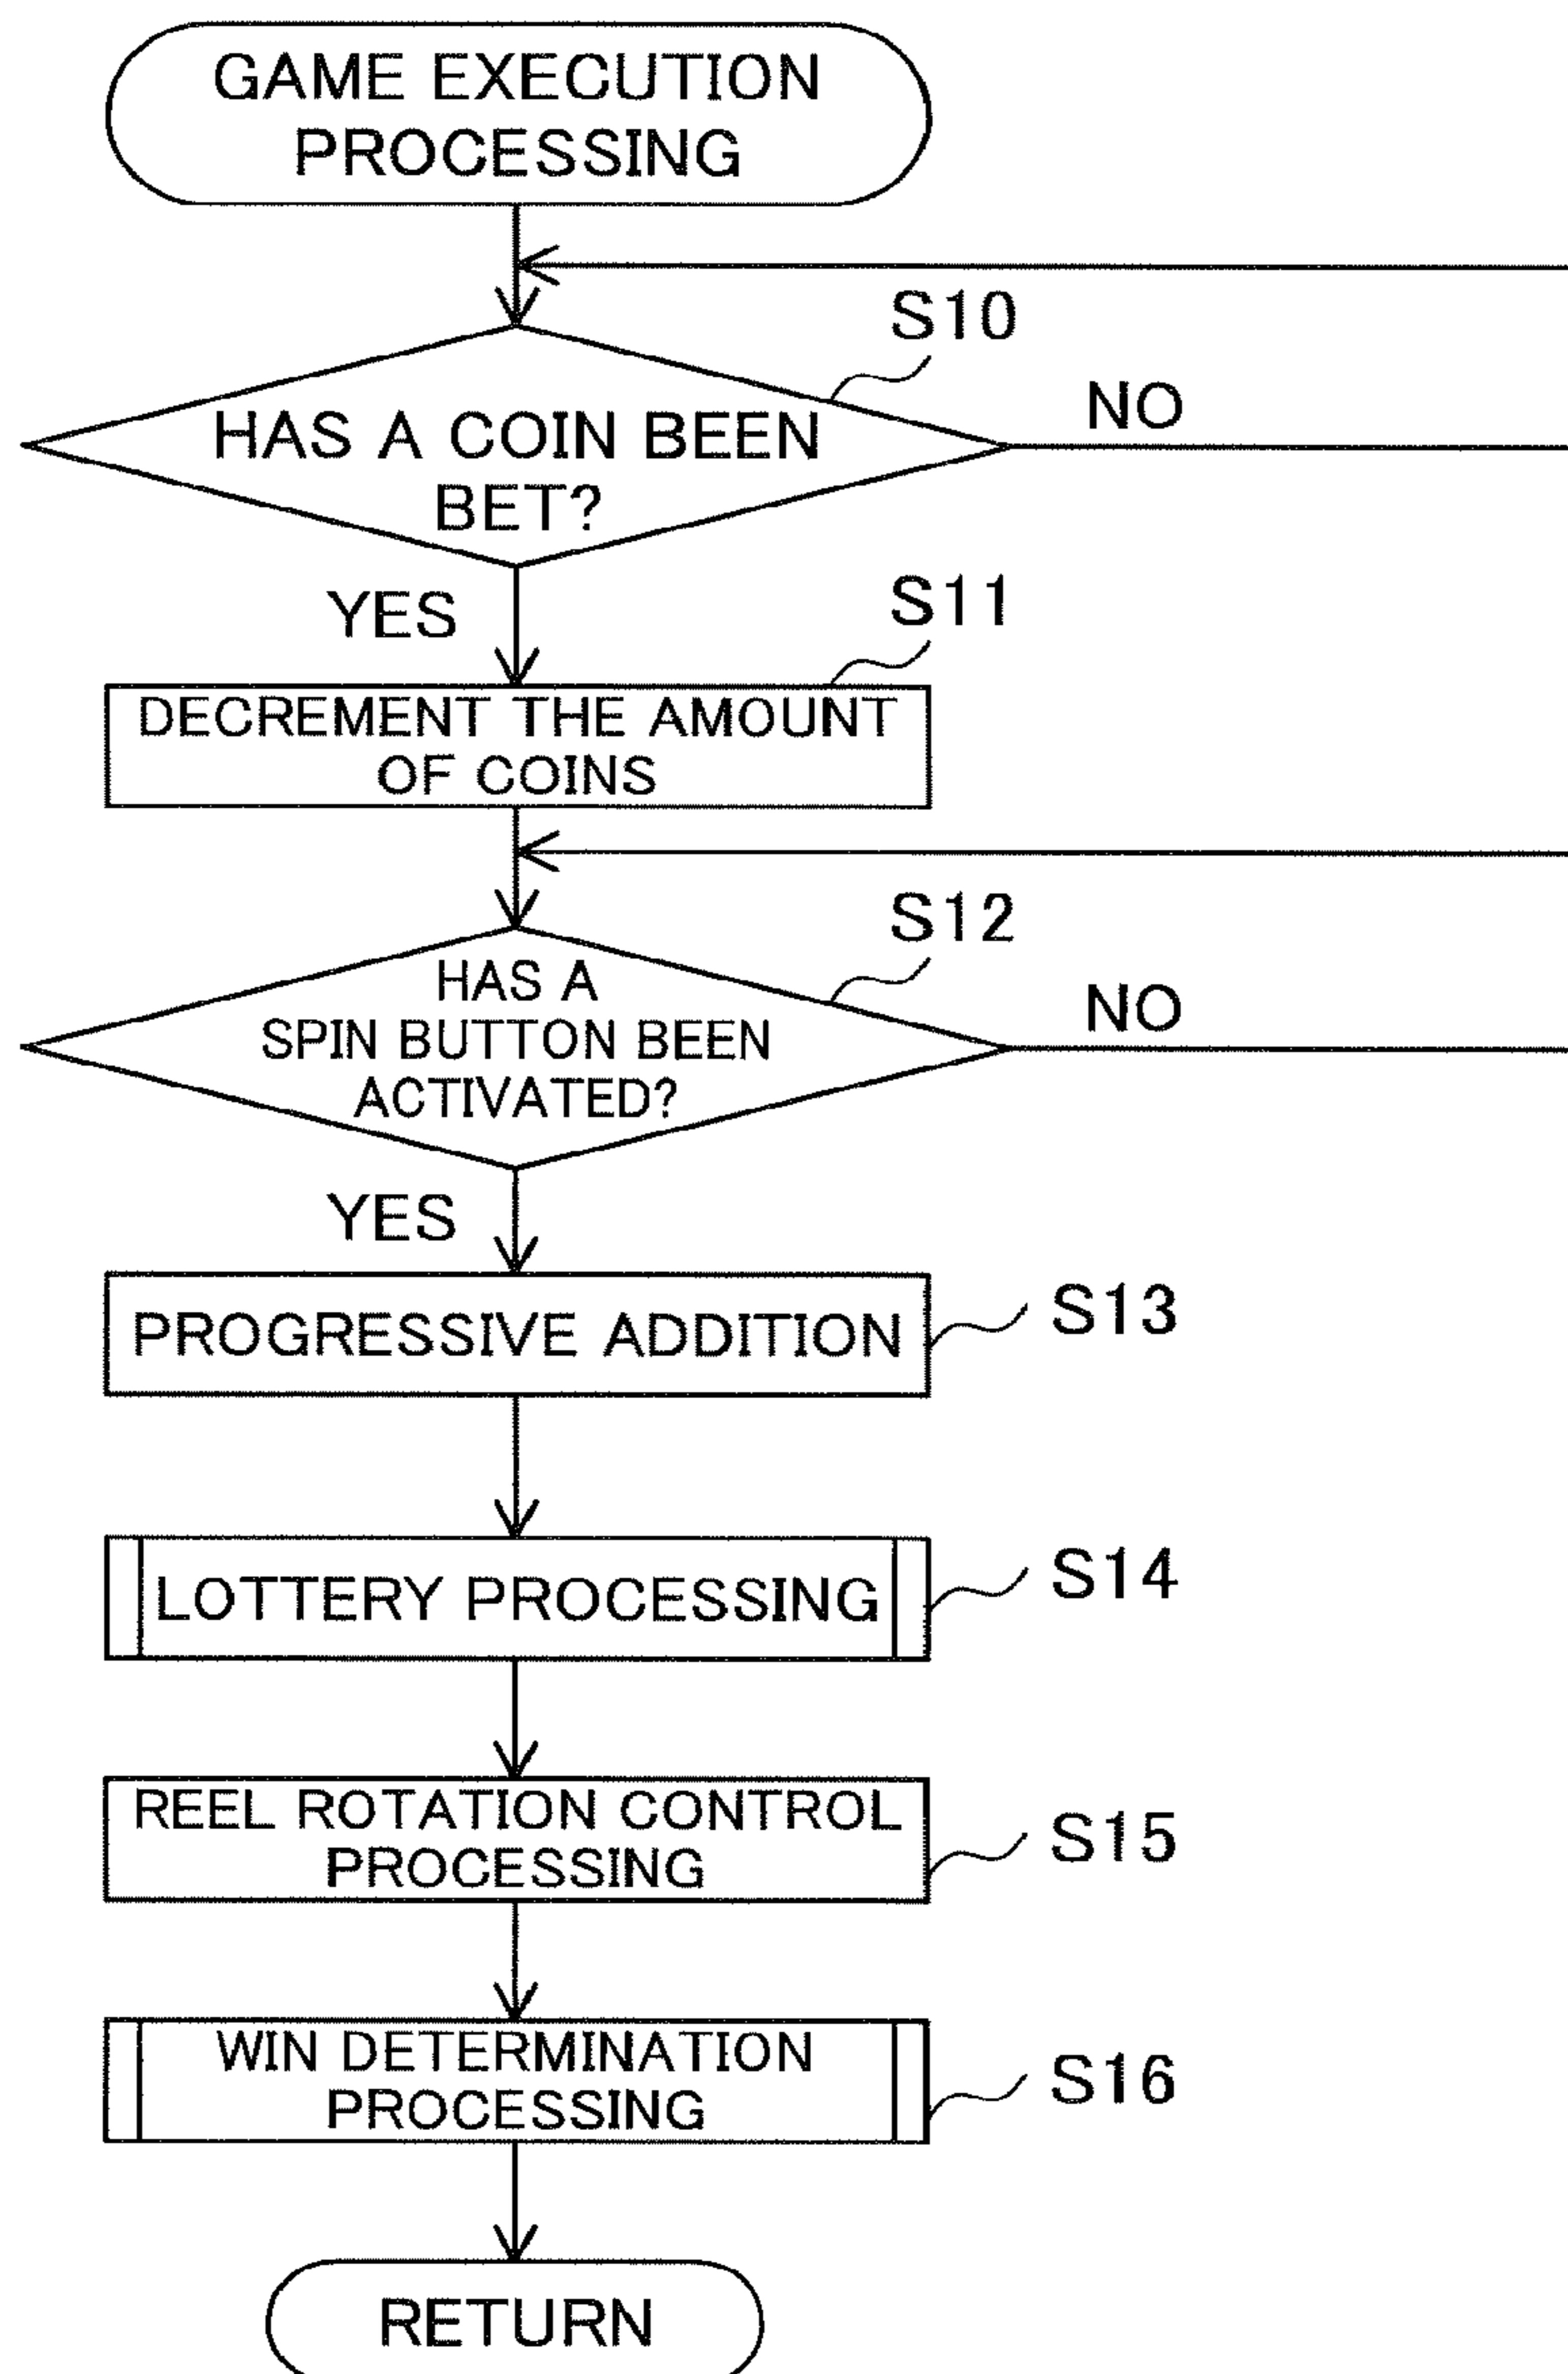 GAME EXECUTION
PROCESSING
S10
HAS A COIN BEEN
BET?
NO
YES
S11
DECREMENT THE AMOUNT
OF COINS
S12
HAS A
SPIN BUTTON BEEN
ACTIVATED?
NO
YES
PROGRESSIVE ADDITION
S13
LOTTERY PROCESSING
S14
REEL ROTATION CONTROL
PROCESSING
S15
WIN DETERMINATION
PROCESSING
S16
RETURN